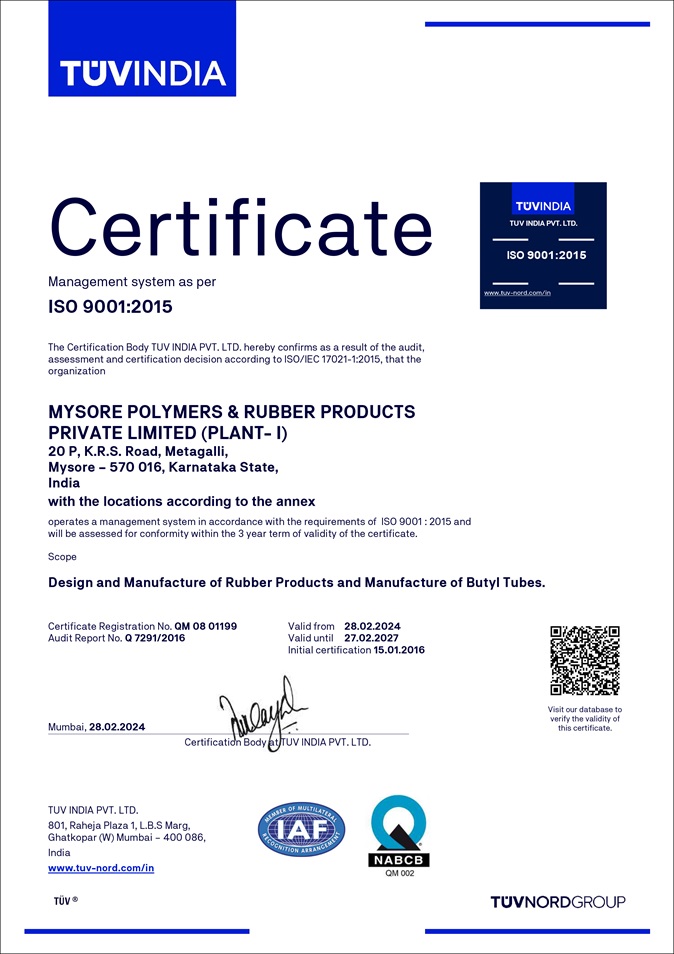 TÜVINDIA
TÜVINDIA
TUV INDIA PVT. LTD.
ISO 9001:2015
www.tuv-nord.com/in
Certificate
Management system as per
ISO 9001:2015
The Certification Body TUV INDIA PVT. LTD. hereby confirms as a result of the audit,
assessment and certification decision according to ISO/IEC 17021-1:2015, that the
organization
MYSORE POLYMERS & RUBBER PRODUCTS
PRIVATE LIMITED (PLANT- I)
20 P, K.R.S. Road, Metagalli,
Mysore – 570 016, Karnataka State,
India
with the locations according to the annex
operates a management system in accordance with the requirements of ISO 9001 : 2015 and
will be assessed for conformity within the 3 year term of validity of the certificate.
Scope
Design and Manufacture of Rubber Products and Manufacture of Butyl Tubes.
Certificate Registration No. QM 08 01199
Audit Report No. Q 7291/2016
Valid from 28.02.2024
Valid until 27.02.2027
Initial certification 15.01.2016
Visit our database to
verify the validity of
this certificate.
Mumbai, 28.02.2024
Certification Body at TUV INDIA PVT. LTD.
TUV INDIA PVT. LTD.
801, Raheja Plaza 1, L.B.S Marg,
Ghatkopar (W) Mumbai – 400 086,
India
www.tuv-nord.com/in
MEMBER OF MULTILATERAL
IAF
RECOGNITION ARRANGEMENT
NABCB
QM 002
TÜV ®
TÜVNORDGROUP